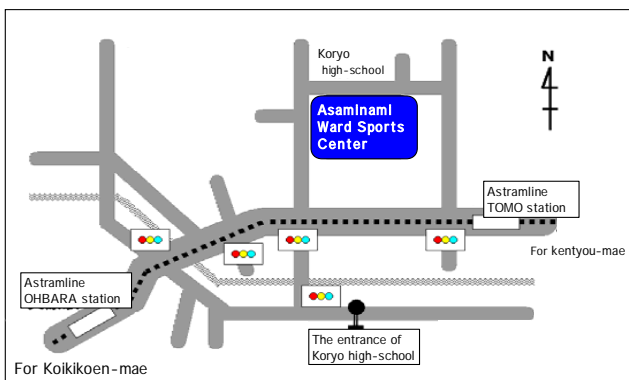 Koryo
high-school
N
Asaminami
Ward Sports
Center
Astramline
TOMO station
For kentyou-mae
Astramline
OHBARA station
The entrance of
Koryo high-school
For Koikikoen-mae